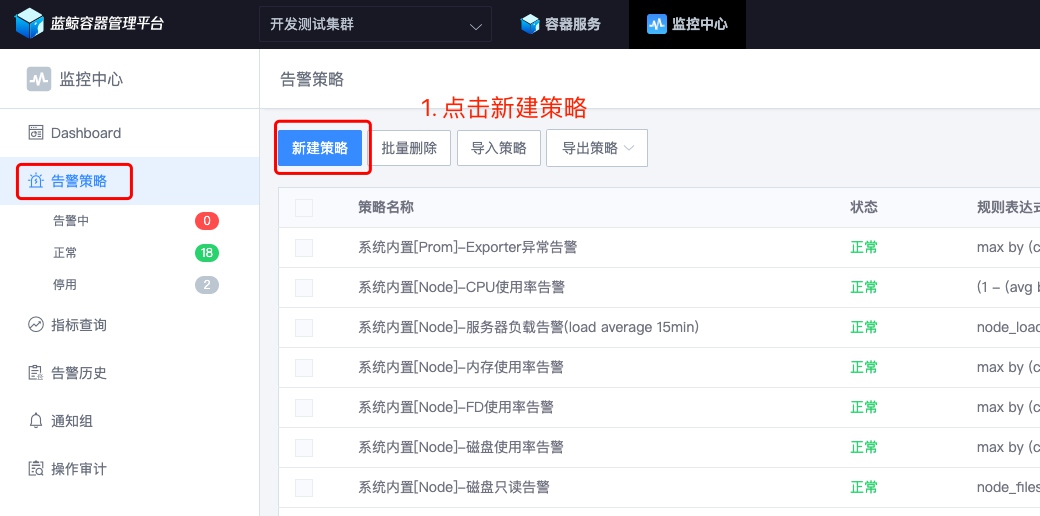 蓝鲸容器管理平台
开发测试集群
容器服务
监控中心
监控中心
告警策略
1. 点击新建策略
Dashboard
新建策略
批量删除
导入策略
导出策略
告警策略
策略名称
状态
规则表达式
告警中
0
系统内置[Prom]-Exporter异常告警
正常
max by (c
正常
18
系统内置[Node]-CPU使用率告警
正常
(1 - (avg b
停用
2
指标查询
系统内置[Node]-服务器负载告警(load average 15min)
正常
node_load
告警历史
系统内置[Node]-内存使用率告警
正常
max by (c
通知组
系统内置[Node]-FD使用率告警
正常
max by (c
操作审计
系统内置[Node]-磁盘使用率告警
正常
max by (c
系统内置[Node]-磁盘只读告警
正常
node_files